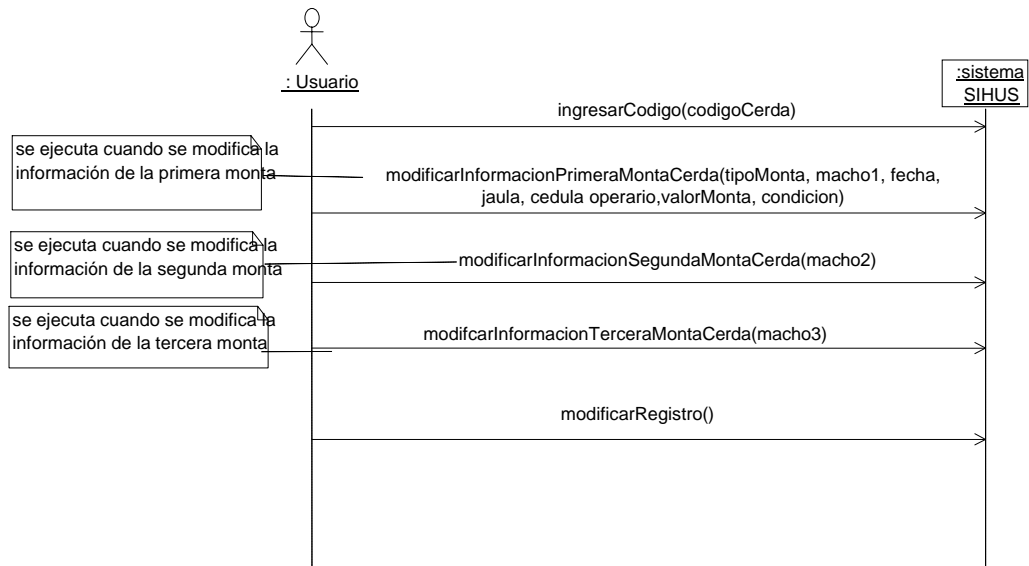 : Usuario
:sistema
SIHUS
ingresarCodigo(codigoCerda)
se ejecuta cuando se modifica la
información de la primera monta
modificarInformacionPrimeraMontaCerda(tipoMonta, macho1, fecha,
jaula, cedula operario,valorMonta, condicion)
se ejecuta cuando se modifica la
información de la segunda monta
modificarInformacionSegundaMontaCerda(macho2)
se ejecuta cuando se modifica la
información de la tercera monta
modifcarInformacionTerceraMontaCerda(macho3)
modificarRegistro()